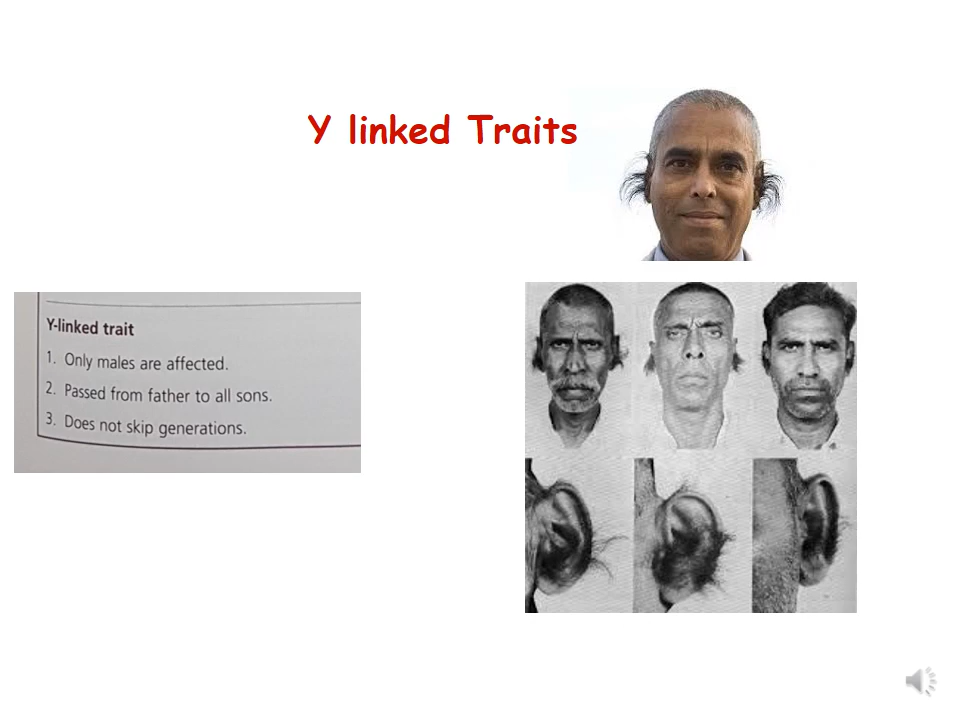 Y linked Traits
Y-linked trait
1. Only males are affected.
2. Passed from father to all sons.
3. Does not skip generations.